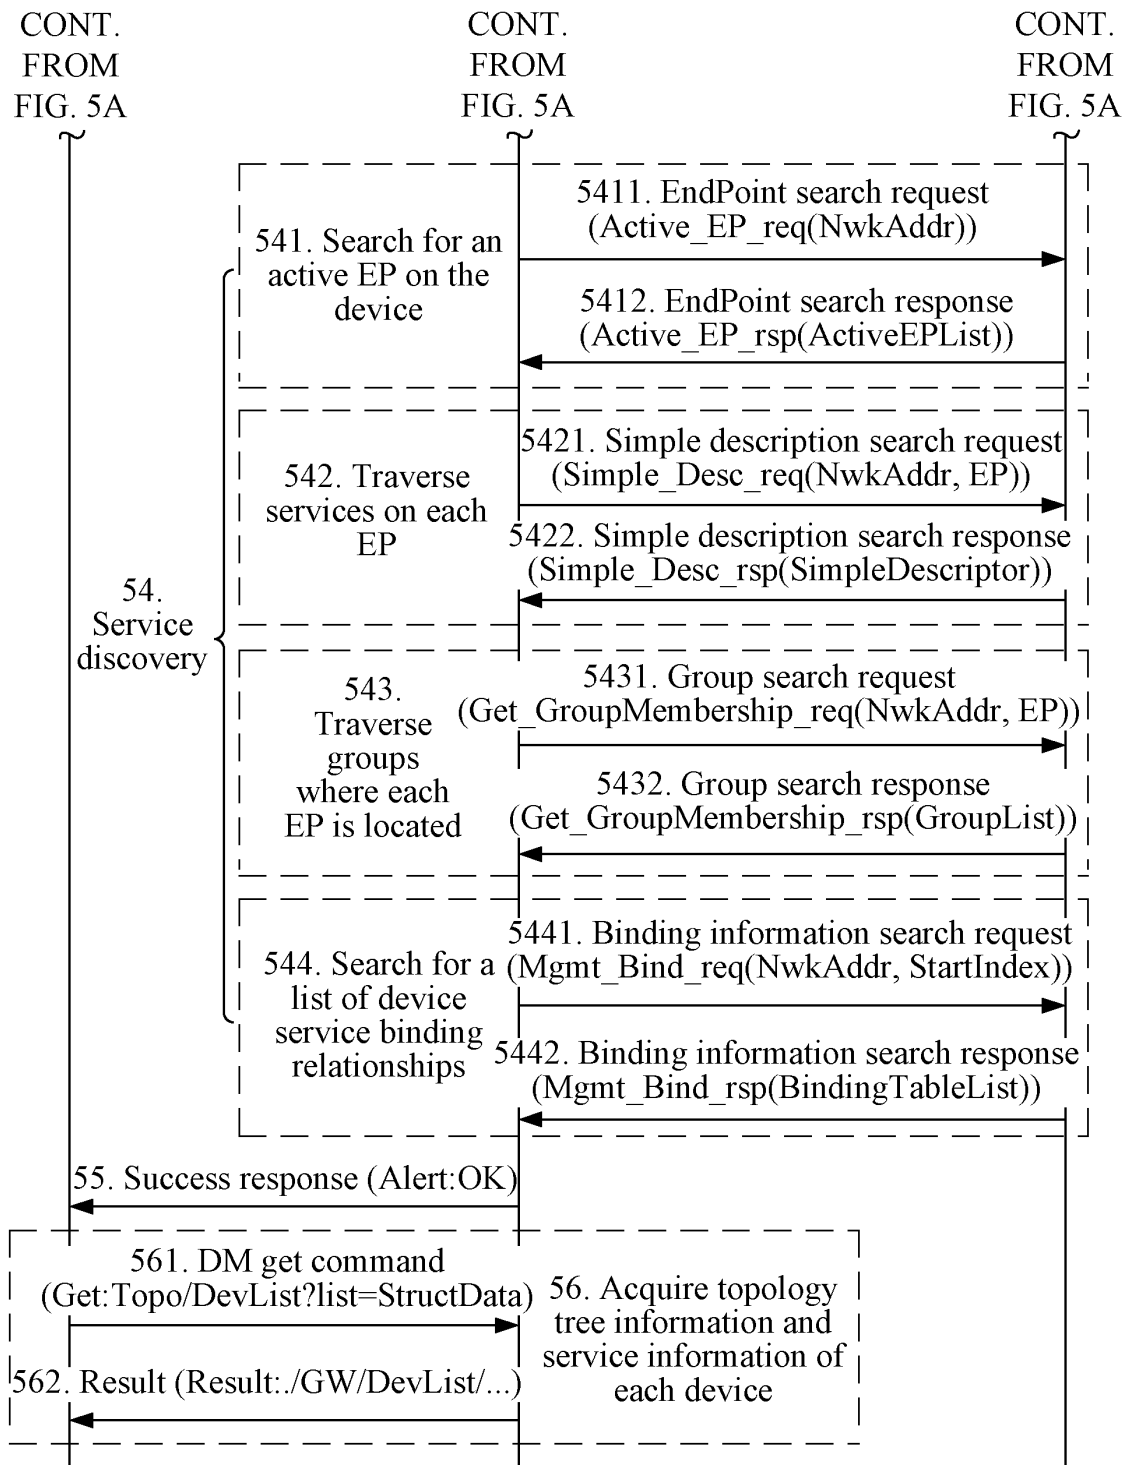 CONT.
FROM
FIG. 5A
CONT.
FROM
FIG. 5A
CONT.
FROM
FIG. 5A
541. Search for an
active EP on the
device
5411. EndPoint search request
(Active_EP_req(NwkAddr))
5412. EndPoint search response
(Active_EP_rsp(ActiveEPList))
542. Traverse
services on each
EP
5421. Simple description search request
(Simple_Desc_req(NwkAddr, EP))
5422. Simple description search response
(Simple_Desc_rsp(SimpleDescriptor))
54.
Service
discovery
543.
Traverse
groups
where each
EP is located
5431. Group search request
(Get_GroupMembership_req(NwkAddr, EP))
5432. Group search response
(Get_GroupMembership_rsp(GroupList))
544. Search for a
list of device
service binding
relationships
5441. Binding information search request
(Mgmt_Bind_req(NwkAddr, StartIndex))
5442. Binding information search response
(Mgmt_Bind_rsp(BindingTableList))
55. Success response (Alert:OK)
561. DM get command
(Get:Topo/DevList?list=StructData)
562. Result (Result:./GW/DevList/...)
56. Acquire topology
tree information and
service information of
each device